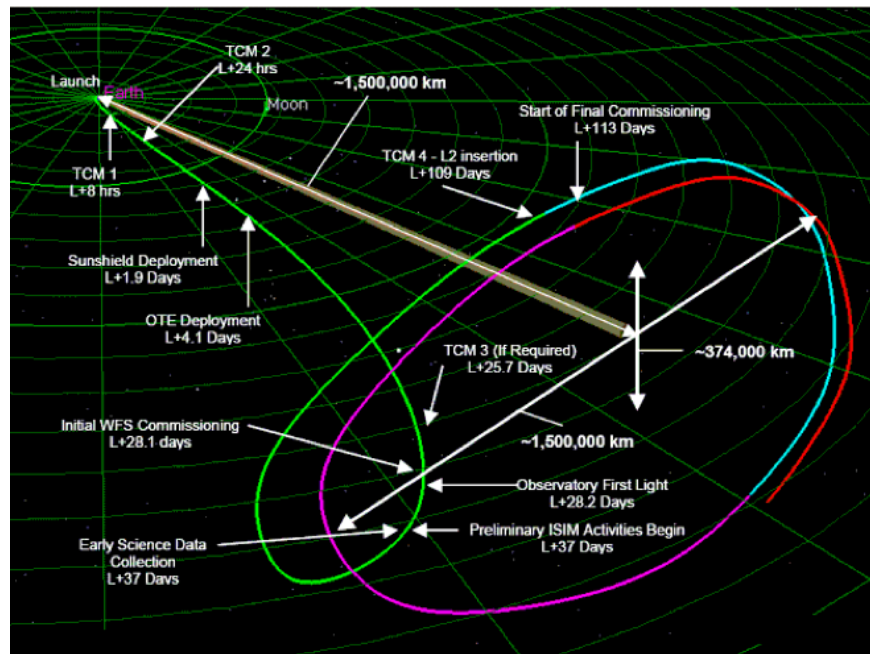 TCM 2
L+24 hrs
Launch
Earth
~1,500,000 km
Moon
Start of Final Commissioning
L+113 Days
TCM 1
L+8 hrs
TCM 4 - L2 insertion
L+109 Days
Sunshield Deployment
L+1.9 Days
OTE Deployment
L+4.1 Days
TCM 3 (If Required)
L+25.7 Days
~374,000 km
Initial WFS Commissioning
L+28.1 days
~1,500,000 km
Observatory First Light
L+28.2 Days
Early Science Data
Collection
L+37 Days
Preliminary ISIM Activities Begin
L+37 Days